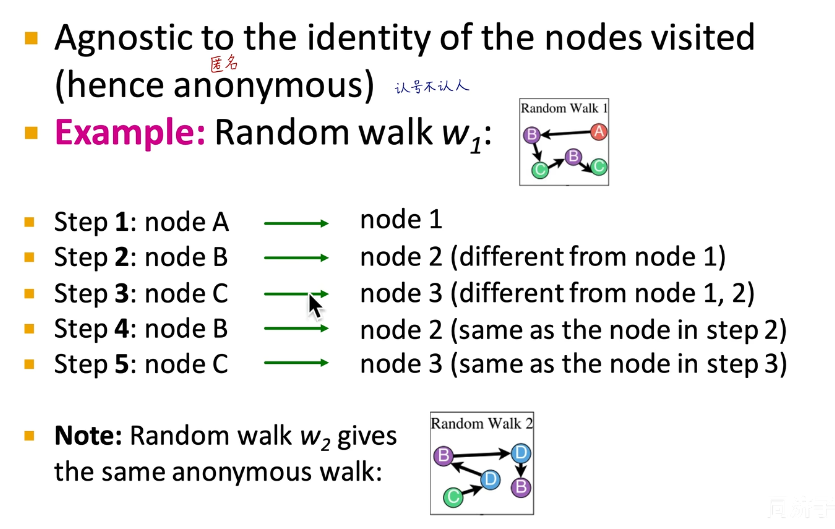 Agnostic to the identity of the nodes visited
匿名
(hence anonymous) 认号不认人
Example: Random walk w1:
Random Walk 1
B A
B
C C
Step 1: node A node 1
Step 2: node B node 2 (different from node 1)
Step 3: node C node 3 (different from node 1, 2)
Step 4: node B node 2 (same as the node in step 2)
Step 5: node C node 3 (same as the node in step 3)
Note: Random walk w2 gives
the same anonymous walk:
Random Walk 2
B D
D
C B